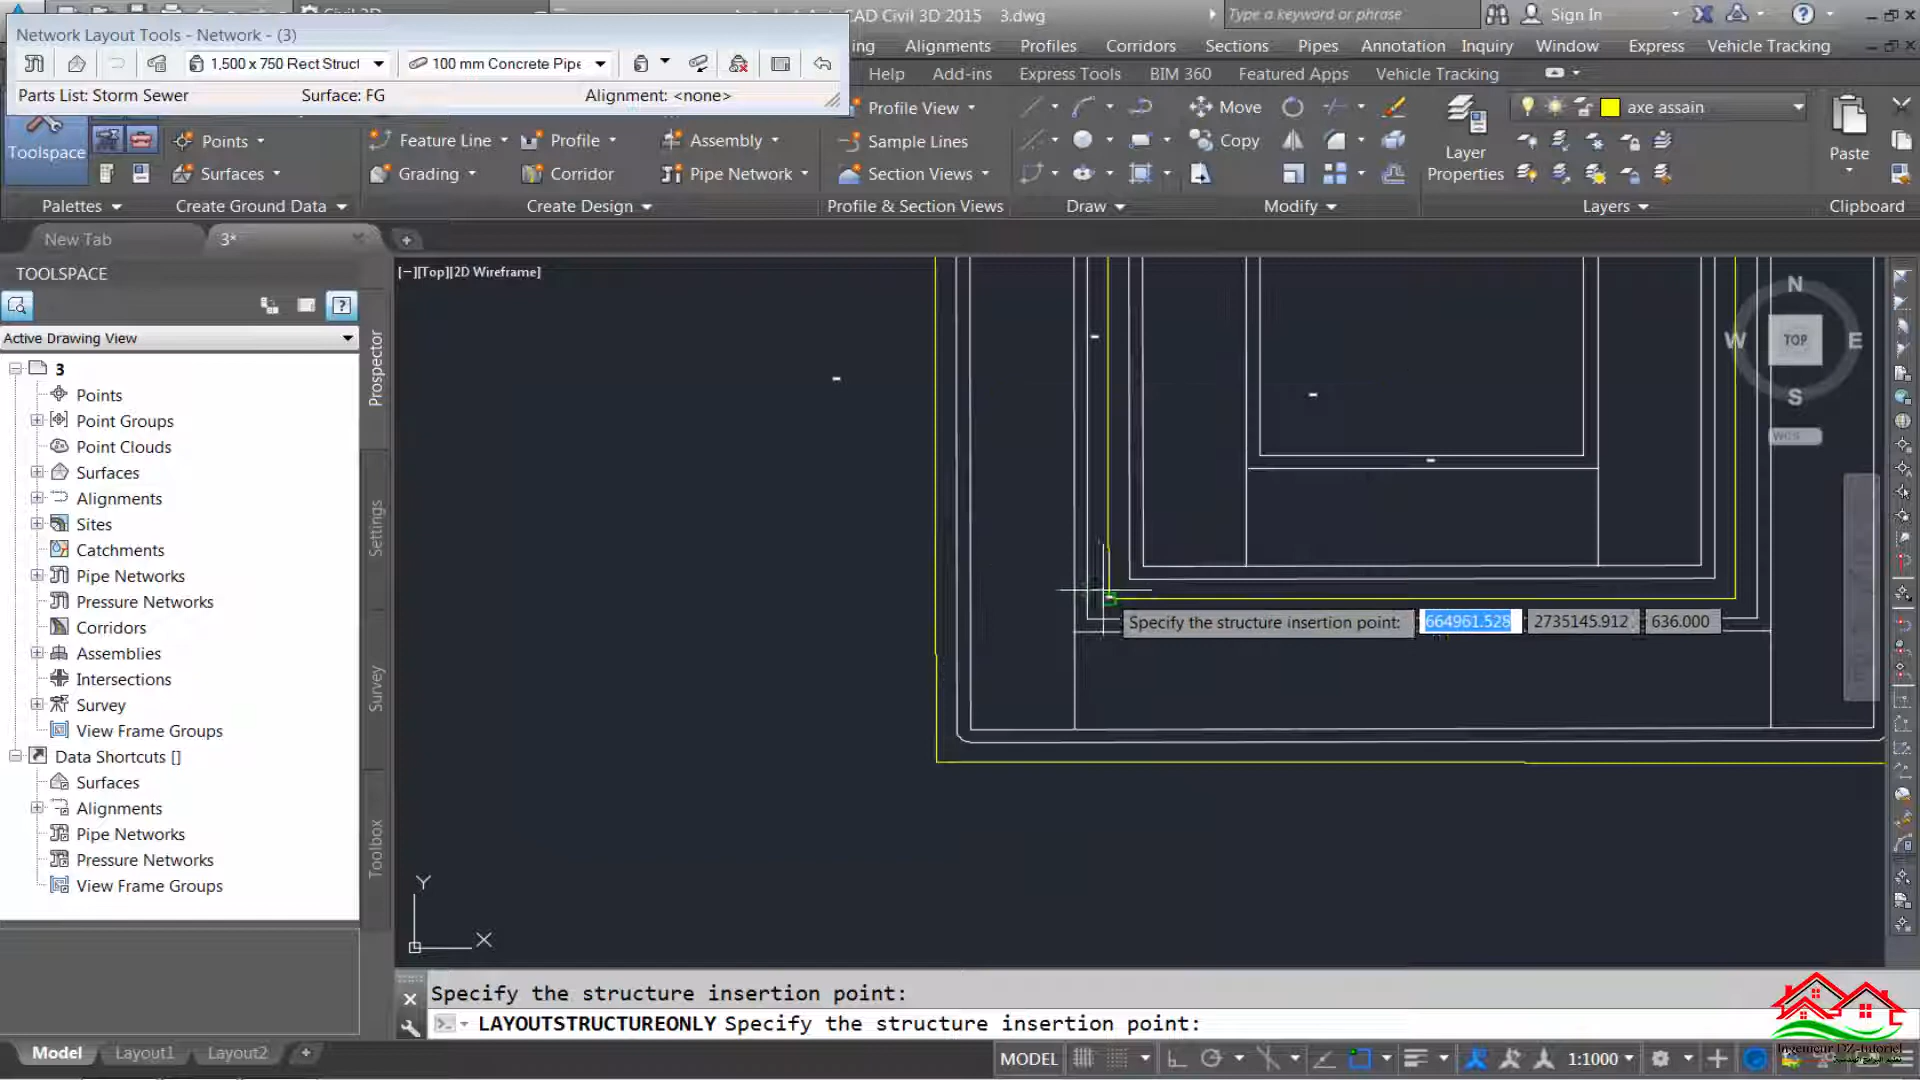 Network Layout Tools - Network - (3)
CAD Civil 3D 2015 3.dwg
Type a keyword or phrase
Sign In
1,500 x 750 Rect Struct
100 mm Concrete Pipe
Parts List: Storm Sewer
Surface: FG
Alignment: <none>
Alignments
Profiles
Corridors
Sections
Pipes
Annotation
Inquiry
Window
Express
Vehicle Tracking
Help
Add-ins
Express Tools
BIM 360
Featured Apps
Vehicle Tracking
Toolspace
Points
Surfaces
Feature Line
Grading
Profile
Corridor
Assembly
Pipe Network
Profile View
Sample Lines
Section Views
Move
Copy
Layer
Properties
axe assain
Paste
Palettes
Create Ground Data
Create Design
Profile & Section Views
Draw
Modify
Layers
Clipboard
New Tab
3*
TOOLSPACE
Active Drawing View
3
Points
Point Groups
Point Clouds
Surfaces
Alignments
Sites
Catchments
Pipe Networks
Pressure Networks
Corridors
Assemblies
Intersections
Survey
View Frame Groups
Data Shortcuts []
Surfaces
Alignments
Pipe Networks
Pressure Networks
View Frame Groups
Prospector
Settings
Survey
Toolbox
[−][Top][2D Wireframe]
N
W
TOP
E
S
WCS
Specify the structure insertion point:
664961.528
2735145.912
636.000
Y
X
Specify the structure insertion point:
LAYOUTSTRUCTUREONLY Specify the structure insertion point:
Model
Layout1
Layout2
MODEL
1:1000